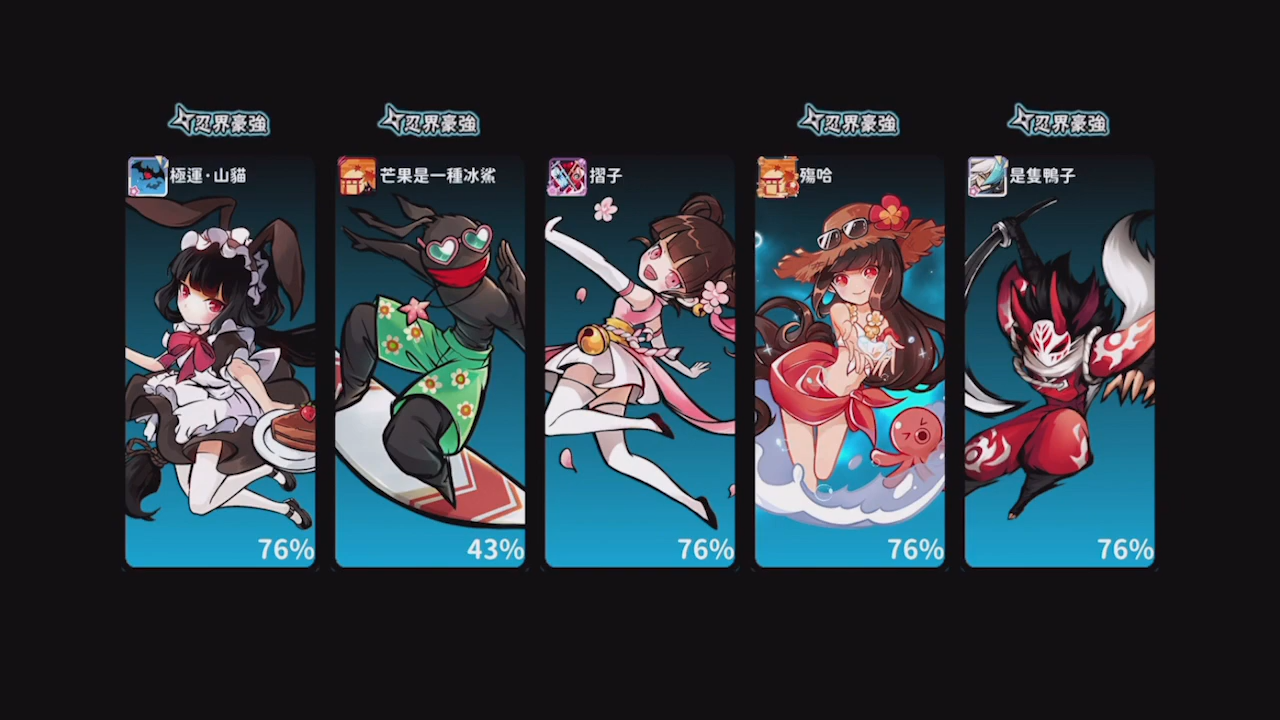 忍界豪強
忍界豪強
忍界豪強
忍界豪強
極運·山貓
芒果是一種冰鯊
摺子
殤哈
是隻鴨子
76%
43%
76%
76%
76%